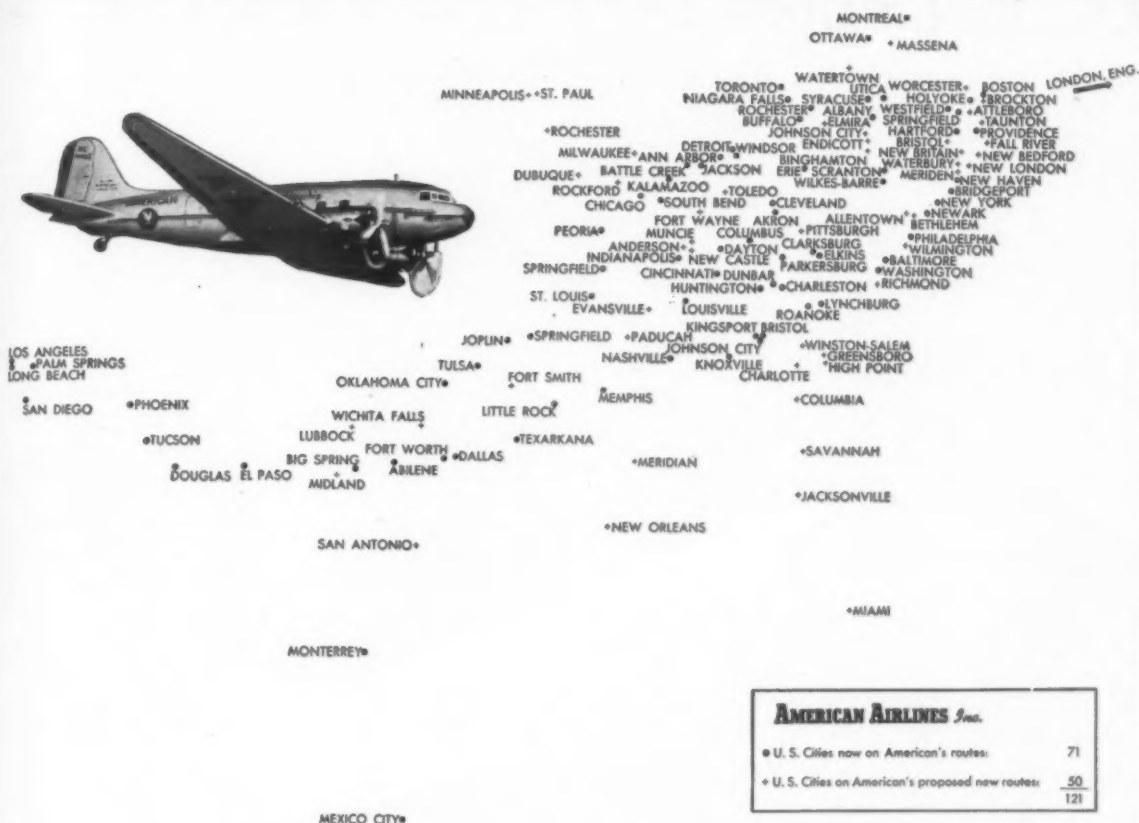 MONTREAL
OTTAWA
MASSENA
LONDON, ENG.
WATERTOWN
TORONTO
UTICA
WORCESTER
BOSTON
MINNEAPOLIS
ST. PAUL
NIAGARA FALLS
SYRACUSE
HOLYOKE
BROCKTON
ROCHESTER
ALBANY
WESTFIELD
ATTLEBORO
BUFFALO
ELMIRA
SPRINGFIELD
TAUNTON
ROCHESTER
JOHNSON CITY
HARTFORD
PROVIDENCE
DETROIT
WINDSOR
ENDICOTT
BRISTOL
FALL RIVER
MILWAUKEE
ANN ARBOR
BINGHAMTON
NEW BRITAIN
NEW BEDFORD
BATTLE CREEK
JACKSON
ERIE
SCRANTON
WATERBURY
NEW LONDON
DUBUQUE
WILKES-BARRE
MERIDEN
NEW HAVEN
ROCKFORD
KALAMAZOO
TOLEDO
BRIDGEPORT
CHICAGO
SOUTH BEND
CLEVELAND
NEW YORK
FORT WAYNE
AKRON
ALLENTOWN
NEWARK
PEORIA
MUNCIE
COLUMBUS
PITTSBURGH
BETHLEHEM
ANDERSON
DAYTON
CLARKSBURG
PHILADELPHIA
INDIANAPOLIS
NEW CASTLE
ELKINS
WILMINGTON
SPRINGFIELD
CINCINNATI
DUNBAR
PARKERSBURG
BALTIMORE
WASHINGTON
HUNTINGTON
CHARLESTON
RICHMOND
ST. LOUIS
EVANSVILLE
LOUISVILLE
LYNCHBURG
ROANOKE
JOPLIN
SPRINGFIELD
PADUCAH
KINGSPORT
BRISTOL
LOS ANGELES
JOHNSON CITY
WINSTON-SALEM
PALM SPRINGS
TULSA
NASHVILLE
KNOXVILLE
GREENSBORO
LONG BEACH
HIGH POINT
OKLAHOMA CITY
FORT SMITH
CHARLOTTE
SAN DIEGO
PHOENIX
LITTLE ROCK
MEMPHIS
COLUMBIA
WICHITA FALLS
TUCSON
LUBBOCK
TEXARKANA
FORT WORTH
DALLAS
SAVANNAH
BIG SPRING
MERIDIAN
DOUGLAS
EL PASO
ABILENE
MIDLAND
JACKSONVILLE
NEW ORLEANS
SAN ANTONIO
MIAMI
MONTERREY
AMERICAN AIRLINES Inc.
U. S. Cities now on American's routes: 71
U. S. Cities on American's proposed new routes: 50
121
MEXICO CITY